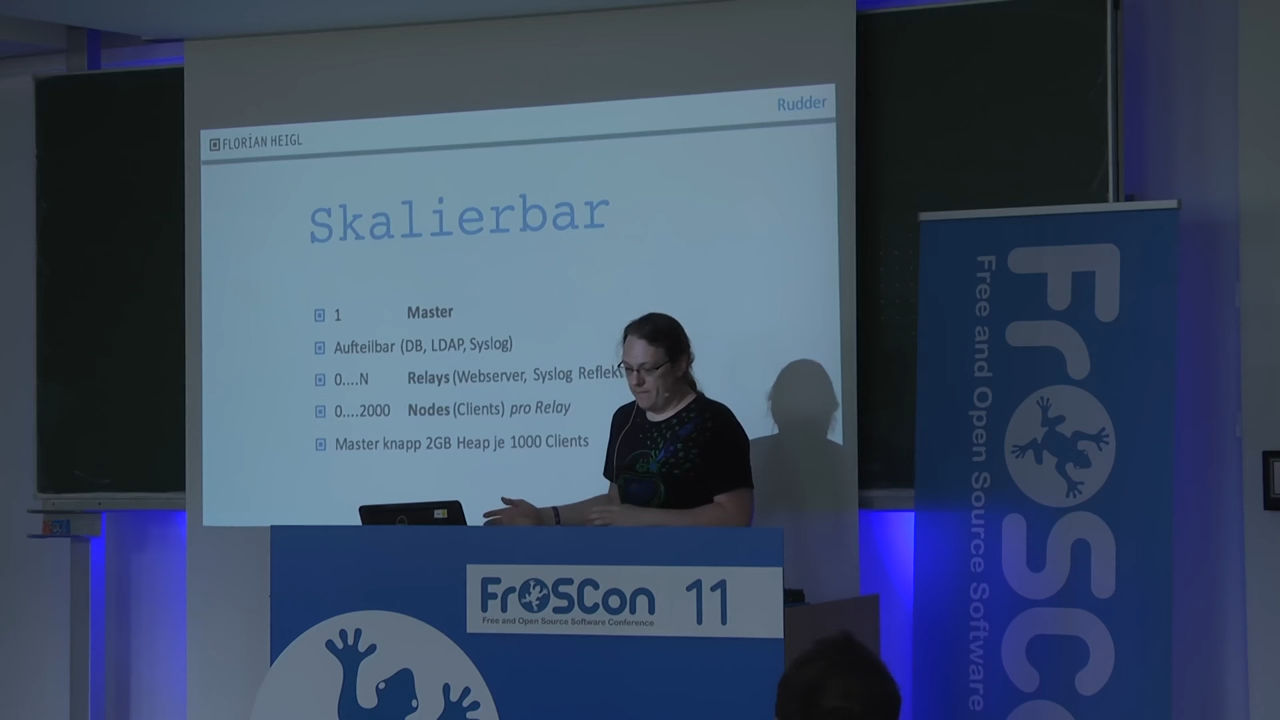 FLORIAN HEIGL
Rudder
Skalierbar
1 Master
Aufteilbar (DB, LDAP, Syslog)
0....N Relays (Webserver, Syslog
0....2000 Nodes (Clients) pro Relay
Master knapp 2GB Heap je 1000 Clients
FrOSCon 11
Free and Open Source Software Conference
FrOSCo
Free and Open Source Software